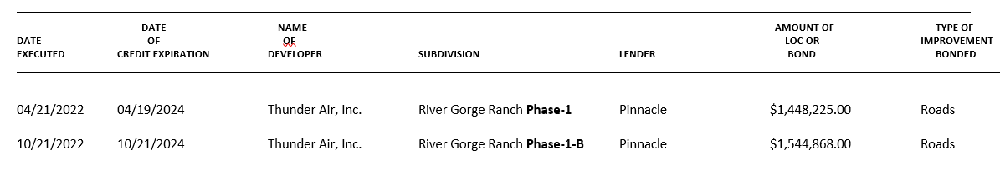 DATE NAME AMOUNT OF TYPE OF
DATE OF OF LOC OR IMPROVEMENT
EXECUTED CREDIT EXPIRATION DEVELOPER SUBDIVISION LENDER BOND BONDED
04/21/2022 04/19/2024 Thunder Air, Inc. River Gorge Ranch Phase-1 Pinnacle $1,448,225.00 Roads
10/21/2022 10/21/2024 Thunder Air, Inc. River Gorge Ranch Phase-1-B Pinnacle $1,544,868.00 Roads